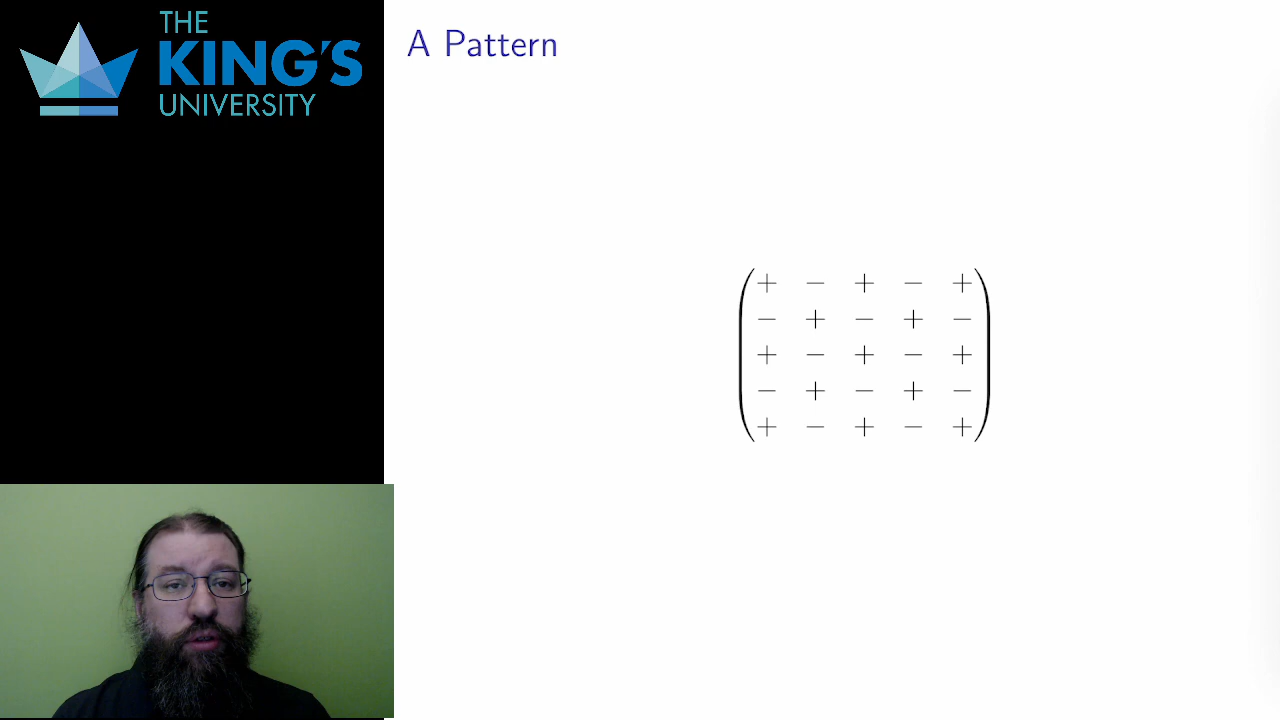 THE
KING'S
UNIVERSITY
A Pattern
+ − + − +
− + − + −
+ − + − +
− + − + −
+ − + − +